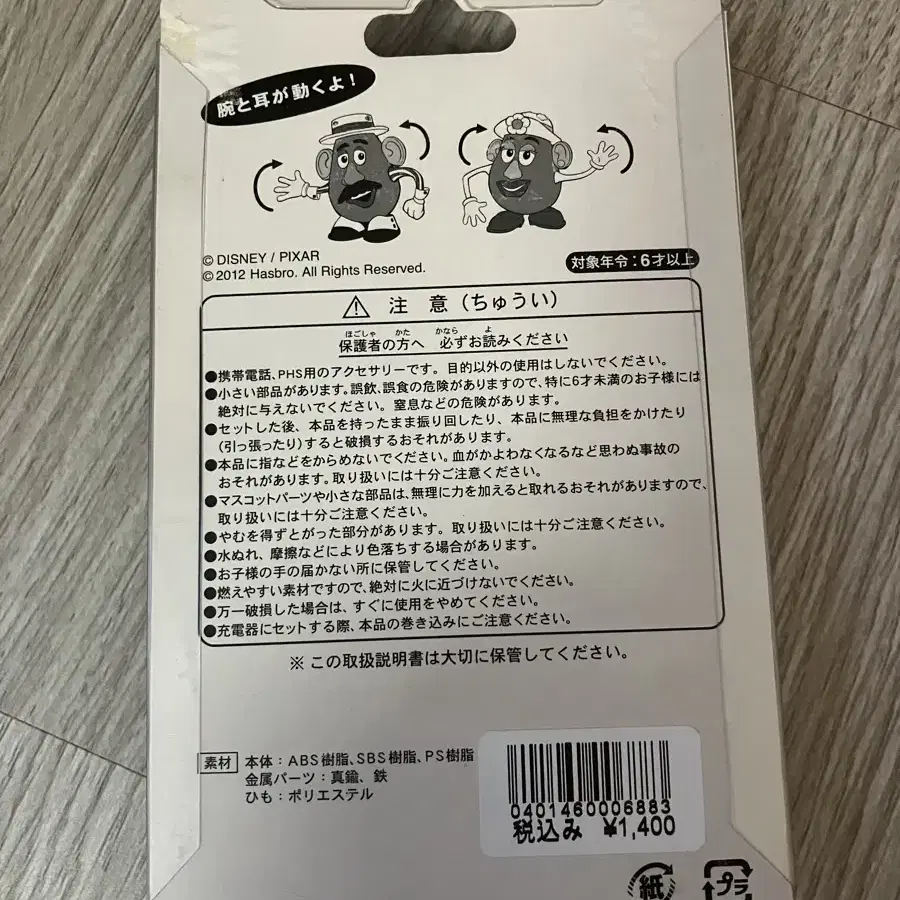 腕と耳が動くよ!
© DISNEY / PIXAR
© 2012 Hasbro. All Rights Reserved.
対象年令:6才以上
注 意(ちゅうい)
ほごしゃ かた かなら よ
保護者の方へ 必ずお読みください
●携帯電話、PHS用のアクセサリーです。目的以外の使用はしないでください。
●小さい部品があります。誤飲、誤食の危険がありますので、特に6才未満のお子様には
絶対に与えないでください。窒息などの危険があります。
●セットした後、本品を持ったまま振り回したり、本品に無理な負担をかけたり
(引っ張ったり)すると破損するおそれがあります。
●本品に指などをからめないでください。血がかよわなくなるなど思わぬ事故の
おそれがあります。取り扱いには十分ご注意ください。
●マスコットパーツや小さな部品は、無理に力を加えると取れるおそれがありますので、
取り扱いには十分ご注意ください。
●やむを得ずとがった部分があります。取り扱いには十分ご注意ください。
●水ぬれ、摩擦などにより色落ちする場合があります。
●お子様の手の届かない所に保管してください。
●燃えやすい素材ですので、絶対に火に近づけないでください。
●万一破損した場合は、すぐに使用をやめてください。
●充電器にセットする際、本品の巻き込みにご注意ください。
※ この取扱説明書は大切に保管してください。
素材 本体:ABS樹脂、SBS樹脂、PS樹脂
金属パーツ:真鍮、鉄
ひも:ポリエステル
0401460006883
税込み ¥1,400
紙
プラ